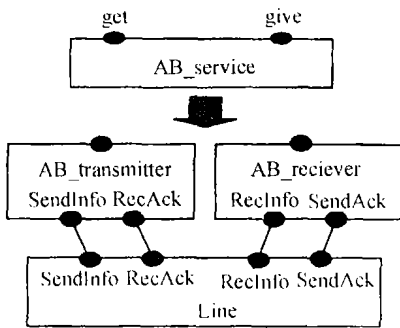 get give
AB_service
AB_transmitter AB_reciever
SendInfo RecAck RecInfo SendAck
SendInfo RecAck RecInfo SendAck
Line